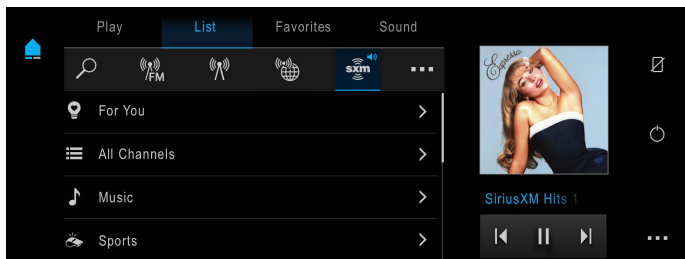 Play List Favorites Sound
FM sxm
For You
All Channels
Music
Sports
Espresso
SiriusXM Hits 1